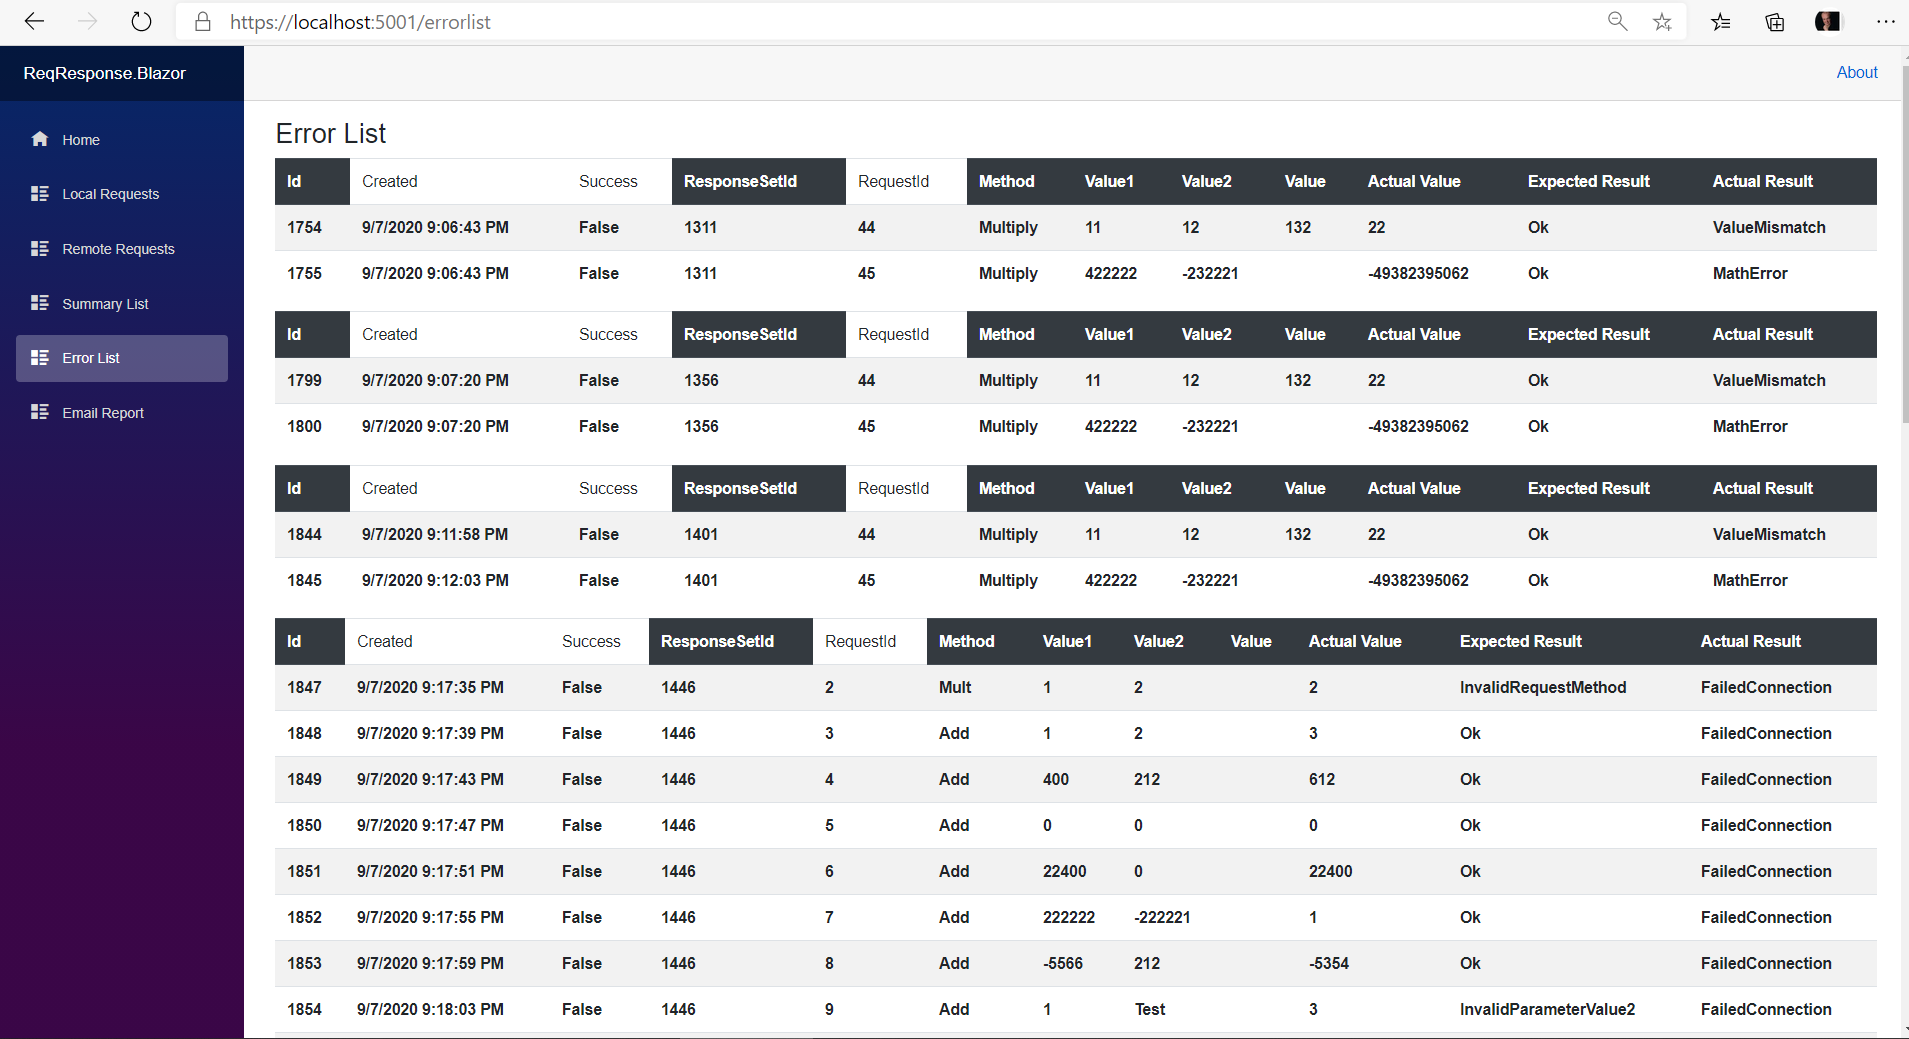 https://localhost:5001/errorlist
ReqResponse.Blazor
About
Home
Local Requests
Remote Requests
Summary List
Error List
Email Report
Error List
Id Created Success ResponseSetId RequestId Method Value1 Value2 Value Actual Value Expected Result Actual Result
1754 9/7/2020 9:06:43 PM False 1311 44 Multiply 11 12 132 22 Ok ValueMismatch
1755 9/7/2020 9:06:43 PM False 1311 45 Multiply 422222 -232221 -49382395062 Ok MathError
Id Created Success ResponseSetId RequestId Method Value1 Value2 Value Actual Value Expected Result Actual Result
1799 9/7/2020 9:07:20 PM False 1356 44 Multiply 11 12 132 22 Ok ValueMismatch
1800 9/7/2020 9:07:20 PM False 1356 45 Multiply 422222 -232221 -49382395062 Ok MathError
Id Created Success ResponseSetId RequestId Method Value1 Value2 Value Actual Value Expected Result Actual Result
1844 9/7/2020 9:11:58 PM False 1401 44 Multiply 11 12 132 22 Ok ValueMismatch
1845 9/7/2020 9:12:03 PM False 1401 45 Multiply 422222 -232221 -49382395062 Ok MathError
Id Created Success ResponseSetId RequestId Method Value1 Value2 Value Actual Value Expected Result Actual Result
1847 9/7/2020 9:17:35 PM False 1446 2 Mult 1 2 2 InvalidRequestMethod FailedConnection
1848 9/7/2020 9:17:39 PM False 1446 3 Add 1 2 3 Ok FailedConnection
1849 9/7/2020 9:17:43 PM False 1446 4 Add 400 212 612 Ok FailedConnection
1850 9/7/2020 9:17:47 PM False 1446 5 Add 0 0 0 Ok FailedConnection
1851 9/7/2020 9:17:51 PM False 1446 6 Add 22400 0 22400 Ok FailedConnection
1852 9/7/2020 9:17:55 PM False 1446 7 Add 222222 -222221 1 Ok FailedConnection
1853 9/7/2020 9:17:59 PM False 1446 8 Add -5566 212 -5354 Ok FailedConnection
1854 9/7/2020 9:18:03 PM False 1446 9 Add 1 Test 3 InvalidParameterValue2 FailedConnection